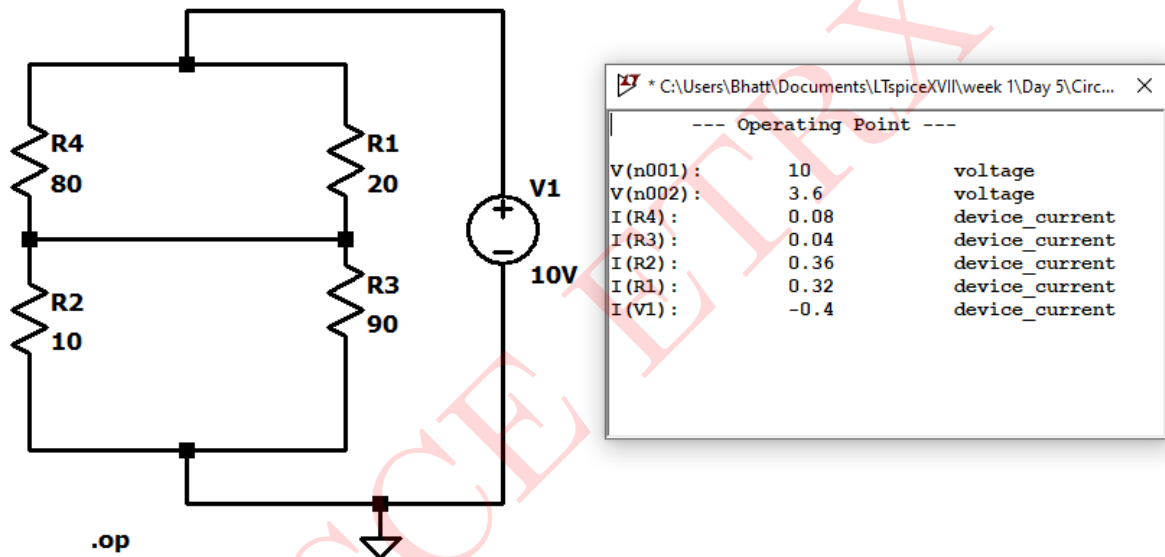 R4
80
R1
20
V1
10V
R2
10
R3
90
.op
* C:\Users\Bhatt\Documents\LTspiceXVII\week 1\Day 5\Circ...
--- Operating Point ---
V(n001): 10 voltage
V(n002): 3.6 voltage
I(R4): 0.08 device_current
I(R3): 0.04 device_current
I(R2): 0.36 device_current
I(R1): 0.32 device_current
I(V1): -0.4 device_current
CE ETRX